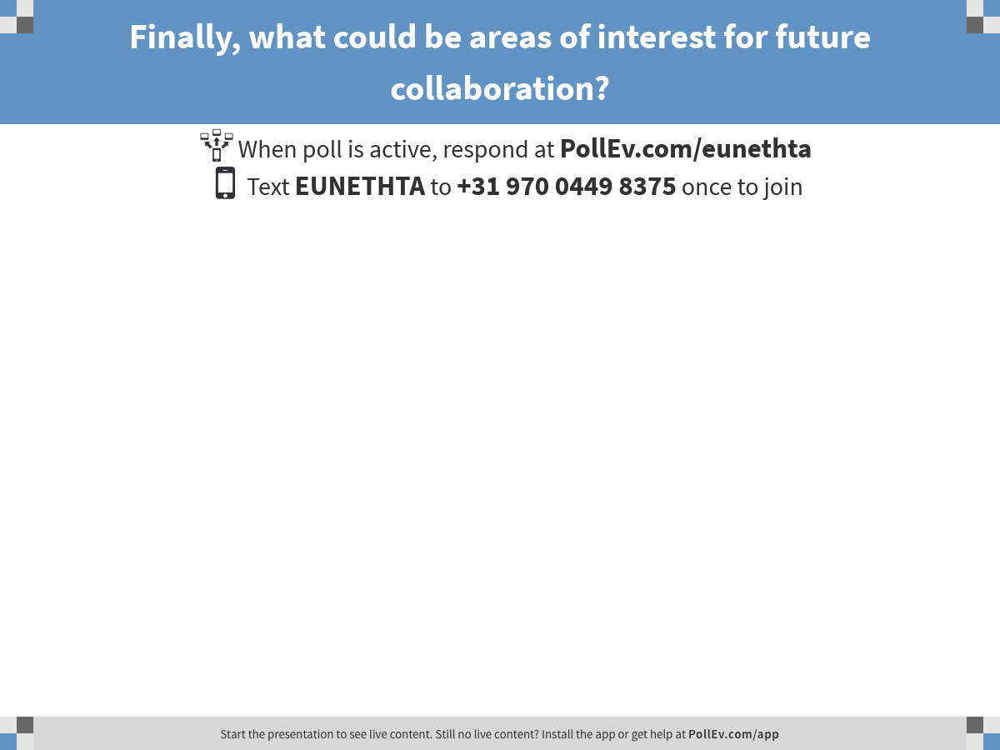 Finally, what could be areas of interest for future
collaboration?
When poll is active, respond at PollEv.com/eunethta
Text EUNETHTA to +31 970 0449 8375 once to join
Start the presentation to see live content. Still no live content? Install the app or get help at PollEv.com/app